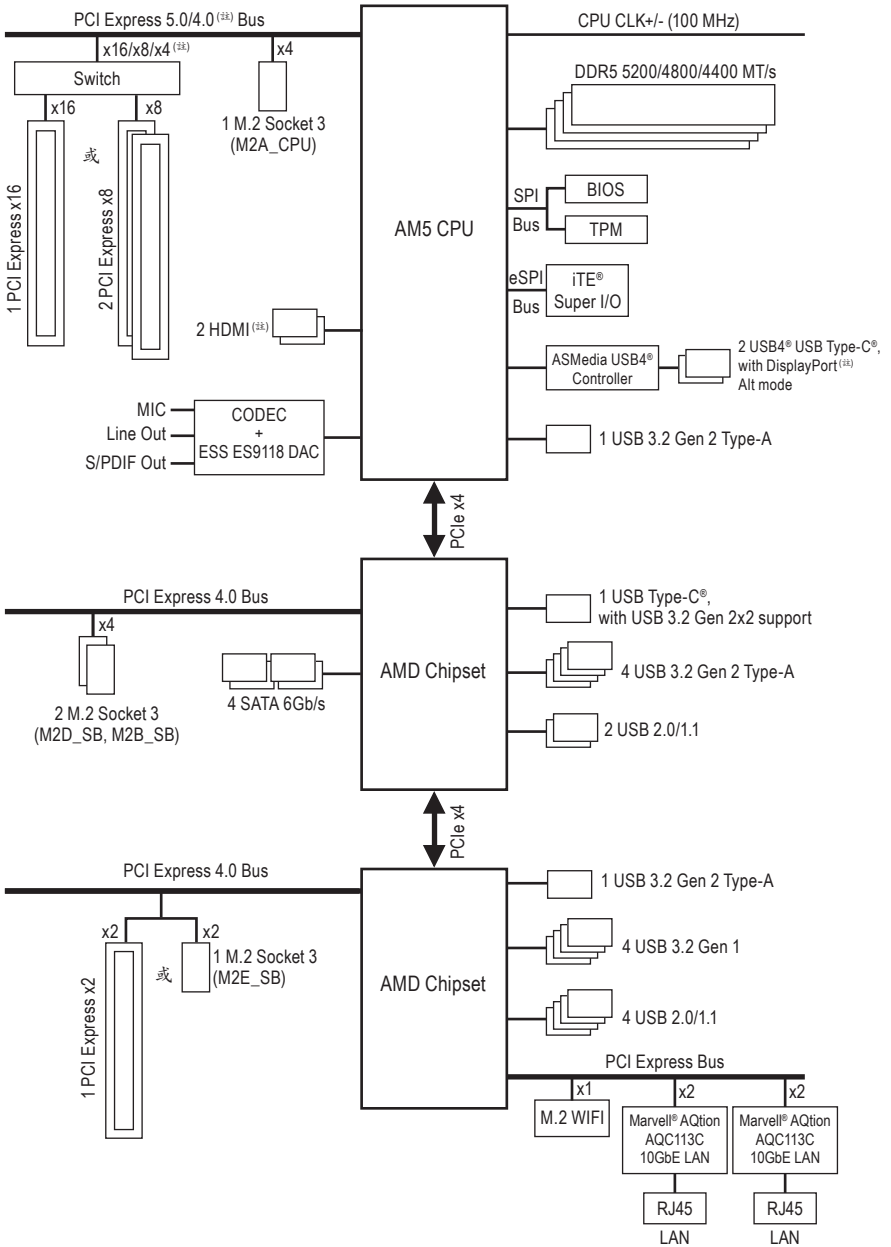 PCI Express 5.0/4.0 (註) Bus
CPU CLK+/- (100 MHz)
x16/x8/x4 (註)
x4
Switch
DDR5 5200/4800/4400 MT/s
x16
x8
1 M.2 Socket 3
(M2A_CPU)
或
1 PCI Express x16
2 PCI Express x8
AM5 CPU
SPI
Bus
BIOS
TPM
eSPI
Bus
iTE®
Super I/O
2 HDMI (註)
ASMedia USB4®
Controller
2 USB4® USB Type-C®,
with DisplayPort (註)
Alt mode
MIC
Line Out
S/PDIF Out
CODEC
+
ESS ES9118 DAC
1 USB 3.2 Gen 2 Type-A
PCIe x4
PCI Express 4.0 Bus
x4
2 M.2 Socket 3
(M2D_SB, M2B_SB)
4 SATA 6Gb/s
AMD Chipset
1 USB Type-C®,
with USB 3.2 Gen 2x2 support
4 USB 3.2 Gen 2 Type-A
2 USB 2.0/1.1
PCIe x4
PCI Express 4.0 Bus
x2
x2
1 PCI Express x2
或
1 M.2 Socket 3
(M2E_SB)
AMD Chipset
1 USB 3.2 Gen 2 Type-A
4 USB 3.2 Gen 1
4 USB 2.0/1.1
PCI Express Bus
x1
x2
x2
M.2 WIFI
Marvell® AQtion
AQC113C
10GbE LAN
Marvell® AQtion
AQC113C
10GbE LAN
RJ45
RJ45
LAN
LAN